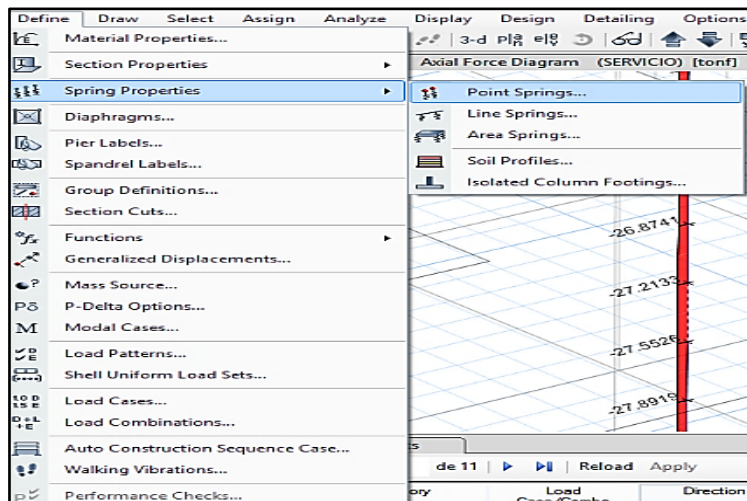 Define Draw Select Assign Analyze Display Design Detailing Options
Material Properties...
3-d
Section Properties
Axial Force Diagram (SERVICIO) [tonf]
Spring Properties
Point Springs...
Diaphragms...
Line Springs...
Area Springs...
Pier Labels...
Spandrel Labels...
Soil Profiles...
Isolated Column Footings...
Group Definitions...
Section Cuts...
Functions
Generalized Displacements...
-26.8741
Mass Source...
P-Delta Options...
-27.2133
Modal Cases...
Load Patterns...
-27.5526
Shell Uniform Load Sets...
Load Cases...
-27.8919
Load Combinations...
Auto Construction Sequence Case...
Walking Vibrations...
de 11 Reload Apply
Performance Checks...
ory Load Direction
Case/Combo